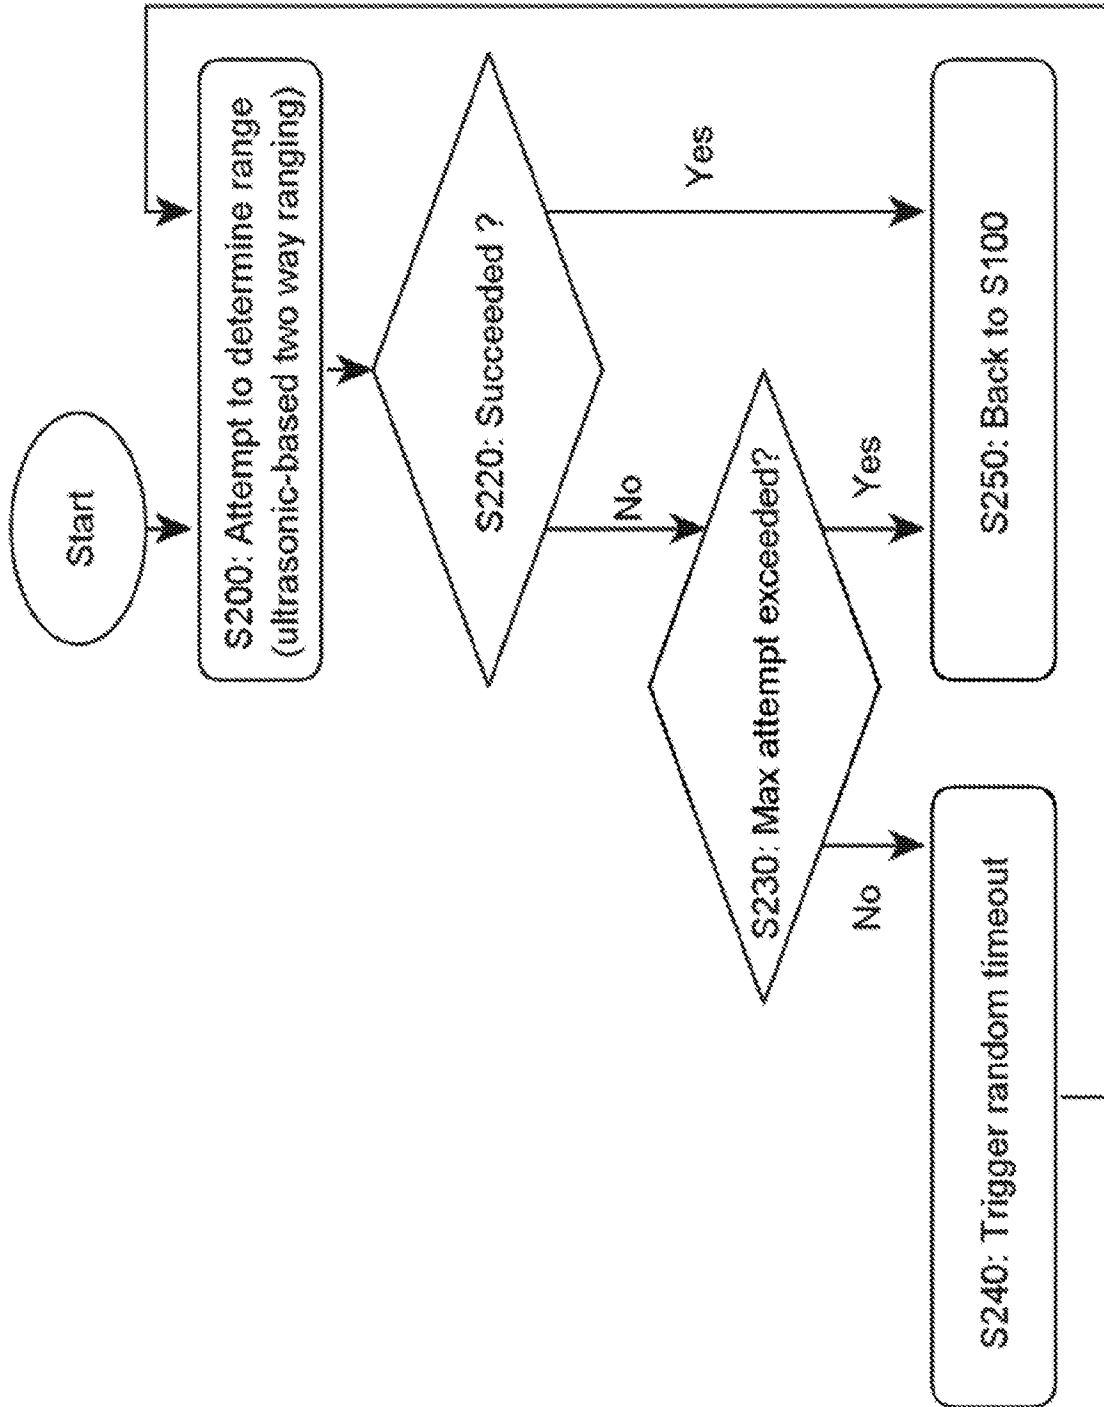 Start
S200: Attempt to determine range
(ultrasonic-based two way ranging)
S220: Succeeded ?
Yes
No
S230: Max attempt exceeded?
Yes
No
S250: Back to S100
S240: Trigger random timeout